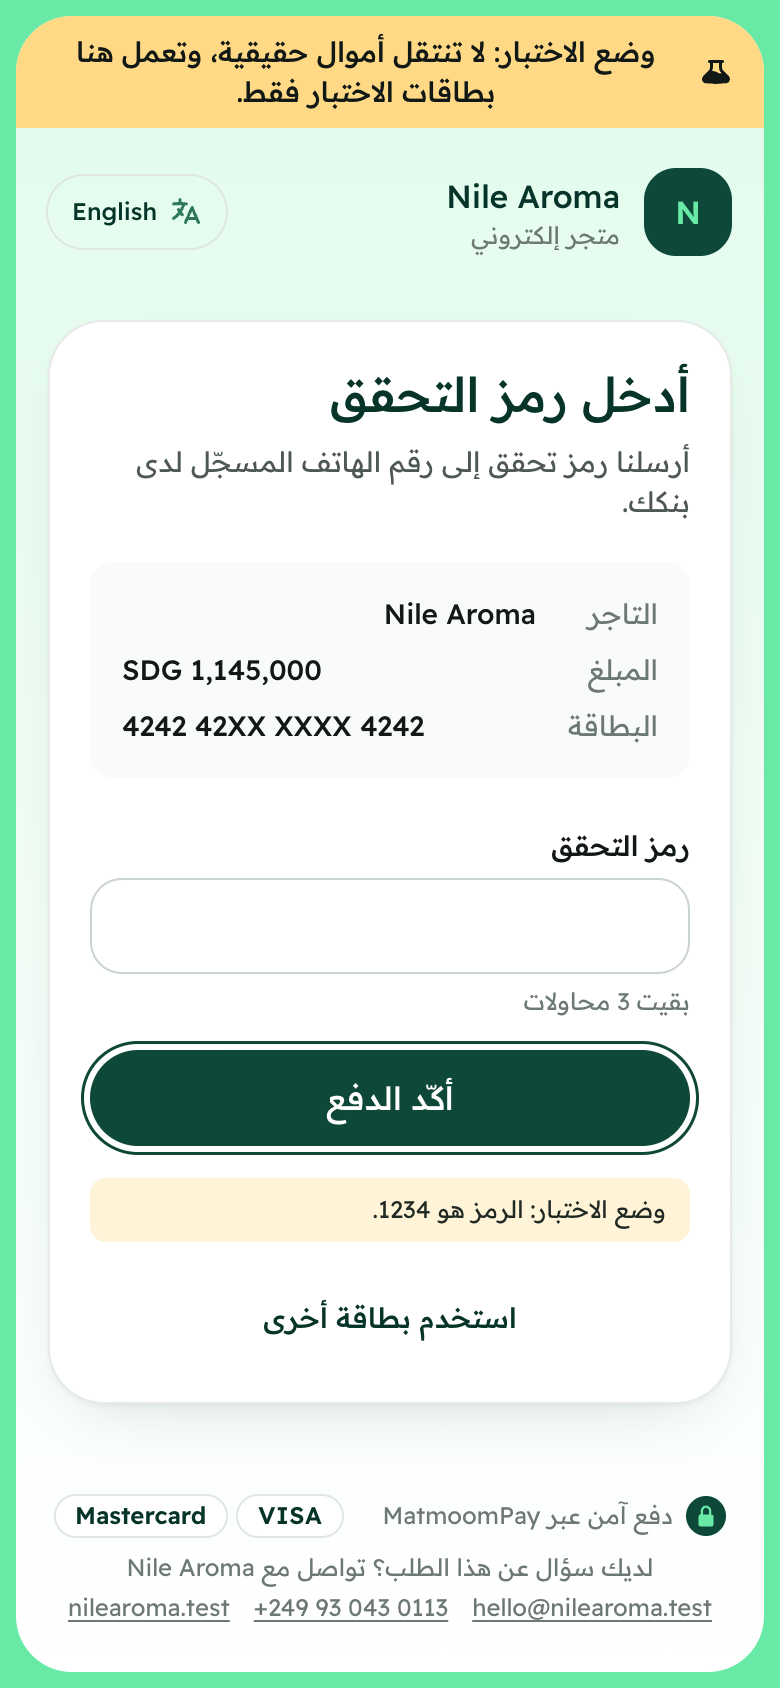 وضع الاختبار: لا تنتقل أموال حقيقية، وتعمل هنا
بطاقات الاختبار فقط.
N
Nile Aroma
متجر إلكتروني
English
أدخل رمز التحقق
أرسلنا رمز تحقق إلى رقم الهاتف المسجّل لدى
بنكك.
التاجر Nile Aroma
المبلغ SDG 1,145,000
البطاقة 4242 42XX XXXX 4242
رمز التحقق
بقيت 3 محاولات
أكّد الدفع
وضع الاختبار: الرمز هو 1234.
استخدم بطاقة أخرى
دفع آمن عبر MatmoomPay VISA Mastercard
لديك سؤال عن هذا الطلب؟ تواصل مع Nile Aroma
hello@nilearoma.test +249 93 043 0113 nilearoma.test